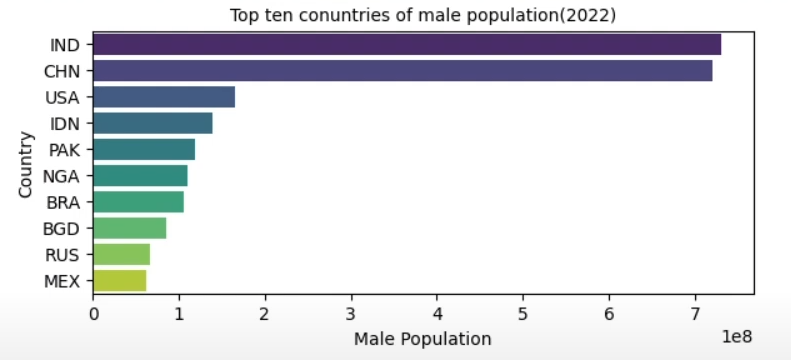 Top ten conuntries of male population(2022)
IND
CHN
USA
IDN
PAK
NGA
BRA
BGD
RUS
MEX
Country
0 1 2 3 4 5 6 7
1e8
Male Population